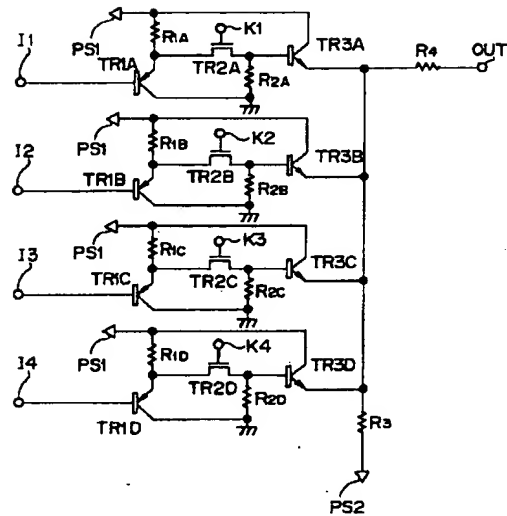 PS1
R1A
K1
I1
TR1A
TR2A
R2A
TR3A
R4
OUT
PS1
R1B
K2
I2
TR1B
TR2B
R2B
TR3B
PS1
R1C
K3
I3
TR1C
TR2C
R2C
TR3C
PS1
R1D
K4
I4
TR1D
TR2D
R2D
TR3D
R3
PS2